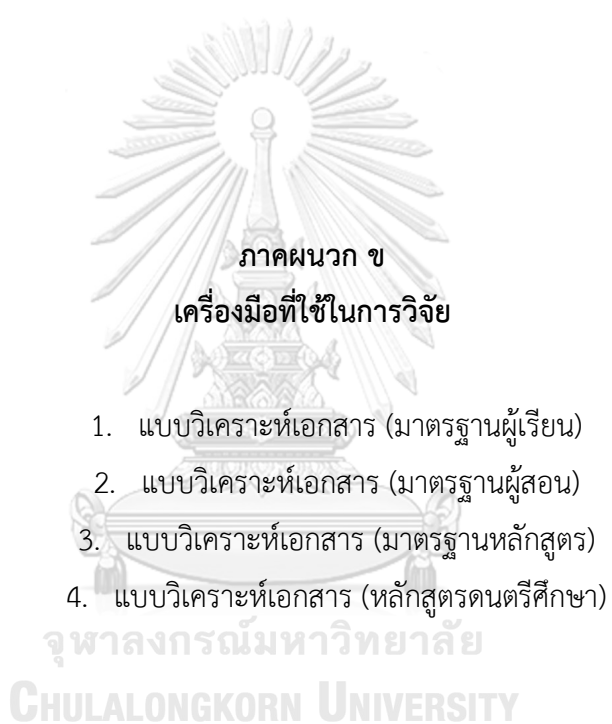 ภาคผนวก ข
เครื่องมือที่ใช้ในการวิจัย
1. แบบวิเคราะห์เอกสาร (มาตรฐานผู้เรียน)
2. แบบวิเคราะห์เอกสาร (มาตรฐานผู้สอน)
3. แบบวิเคราะห์เอกสาร (มาตรฐานหลักสูตร)
4. แบบวิเคราะห์เอกสาร (หลักสูตรดนตรีศึกษา)
จุฬาลงกรณ์มหาวิทยาลัย
CHULALONGKORN UNIVERSITY